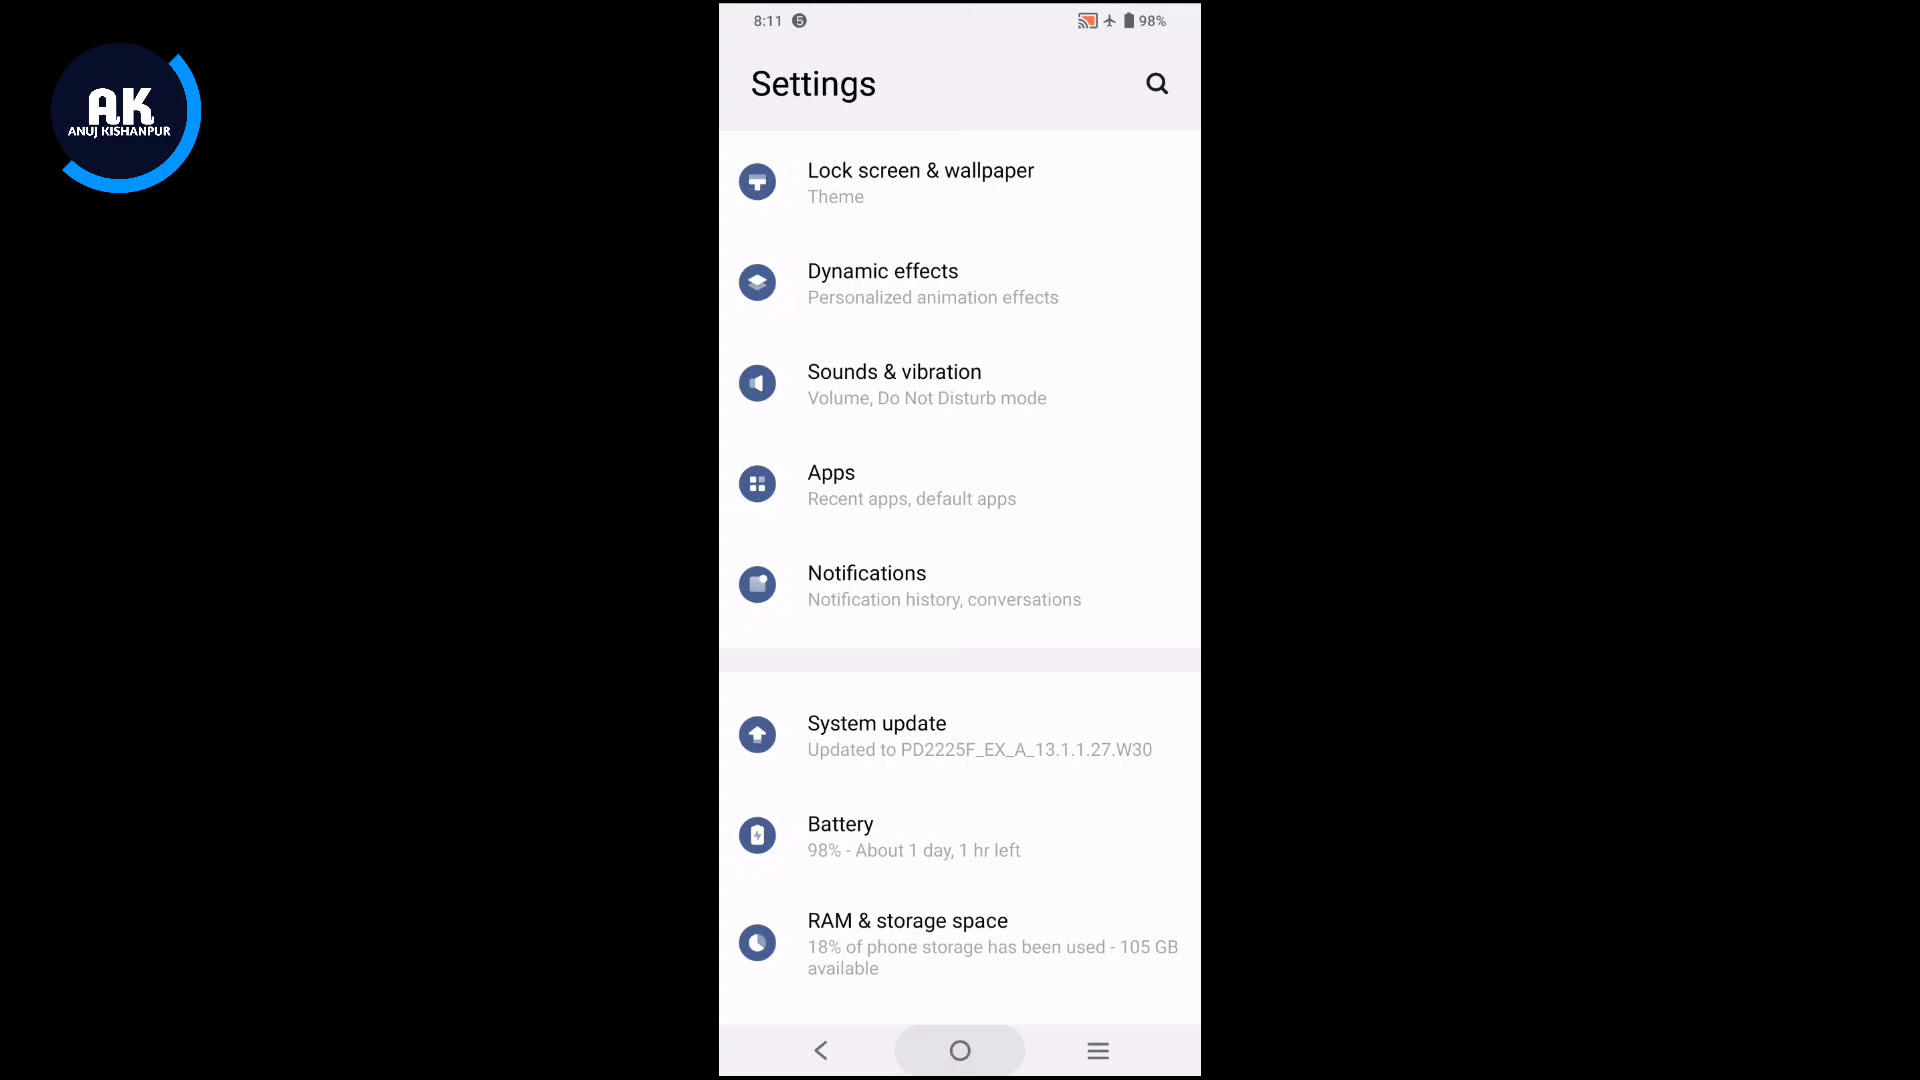 AK
ANUJ KISHANPUR
8:11 5
98%
Settings
Lock screen & wallpaper
Theme
Dynamic effects
Personalized animation effects
Sounds & vibration
Volume, Do Not Disturb mode
Apps
Recent apps, default apps
Notifications
Notification history, conversations
System update
Updated to PD2225F_EX_A_13.1.1.27.W30
Battery
98% - About 1 day, 1 hr left
RAM & storage space
18% of phone storage has been used - 105 GB
available